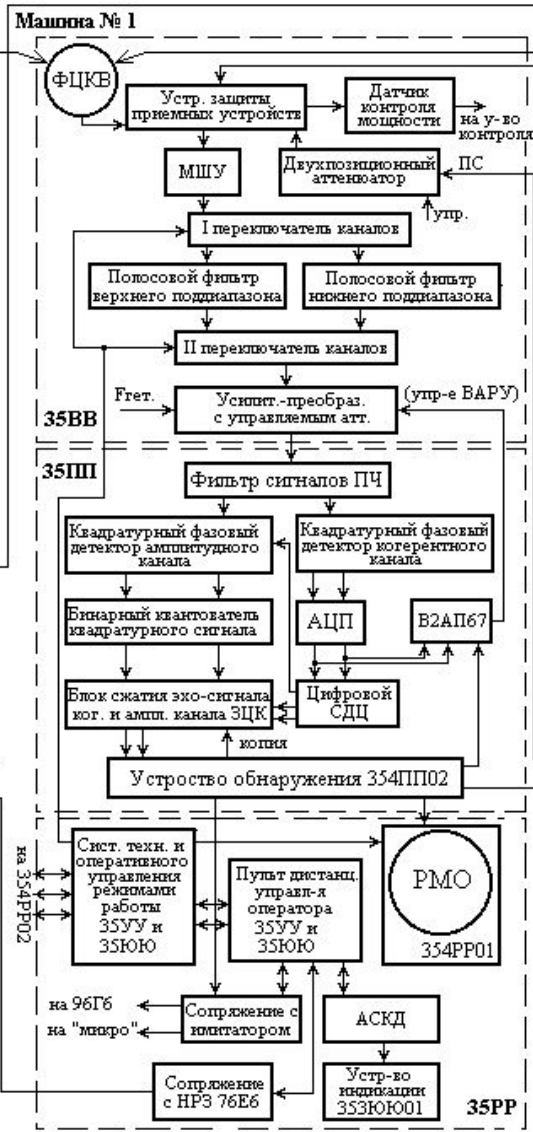 Машина № 1
ФЦКВ
Устр. защиты
приемных устройств
Датчик
контроля
мощности
на у-во
контроля
МШУ
Двухпозиционный
аттенюатор
ПС
упр.
I переключатель каналов
Полосовой фильтр
верхнего поддиапазона
Полосовой фильтр
нижнего поддиапазона
II переключатель каналов
Fгет.
Усилит.-преобраз.
с управляемым атт.
(упр-е ВАРУ)
35ВВ
35ПП
Фильтр сигналов ПЧ
Квадратурный фазовый
детектор амплитудного
канала
Квадратурный фазовый
детектор когерентного
канала
Бинарный квантователь
квадратурного сигнала
АЦП
В2АП67
Блок сжатия эхо-сигнала
ког. и ампл. канала ЗЦК
Цифровой
СДЦ
копия
Устроство обнаружения 354ПП02
на 354РР02
Сист. техн. и
оперативного
управления
режимами
работы
35УУ и
35ЮЮ
Пульт дистанц.
управл-я
оператора
35УУ и
35ЮЮ
РМО
354РР01
на 96Г6
на "микро"
Сопряжение с
имитатором
АСКД
Сопряжение
с НРЗ 76Е6
Устр-во
индикации
353ЮЮ01
35РР